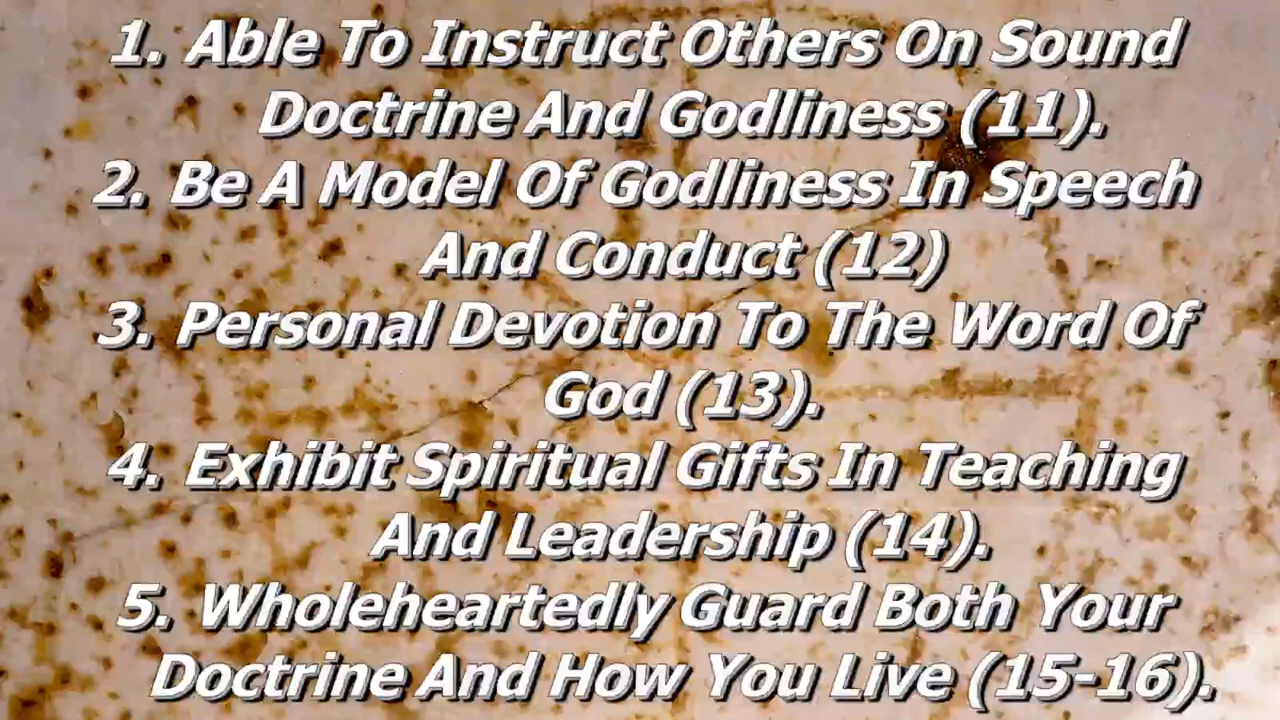 1. Able To Instruct Others On Sound
Doctrine And Godliness (11).
2. Be A Model Of Godliness In Speech
And Conduct (12)
3. Personal Devotion To The Word Of
God (13).
4. Exhibit Spiritual Gifts In Teaching
And Leadership (14).
5. Wholeheartedly Guard Both Your
Doctrine And How You Live (15-16).